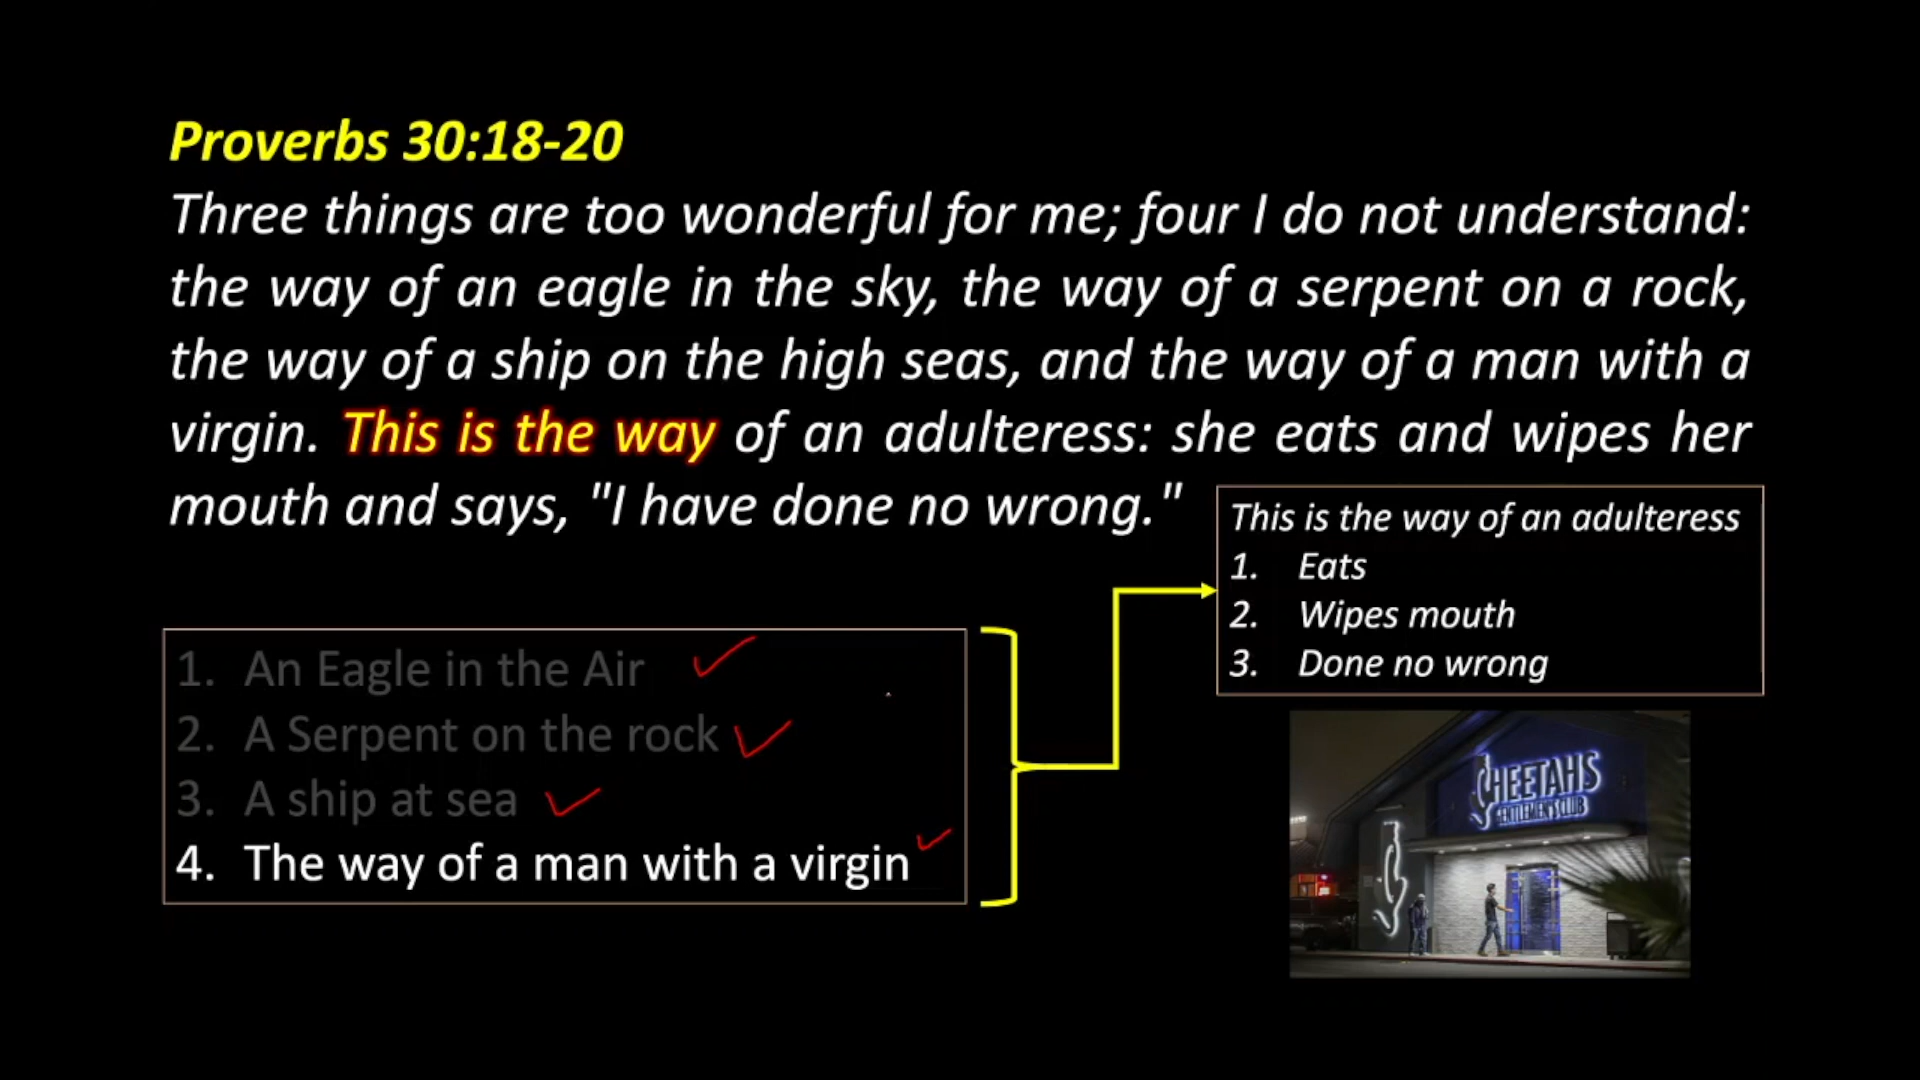 Proverbs 30:18-20
Three things are too wonderful for me; four I do not understand:
the way of an eagle in the sky, the way of a serpent on a rock,
the way of a ship on the high seas, and the way of a man with a
virgin. This is the way of an adulteress: she eats and wipes her
mouth and says, "I have done no wrong."
This is the way of an adulteress
1. Eats
2. Wipes mouth
3. Done no wrong
1. An Eagle in the Air
2. A Serpent on the rock
3. A ship at sea
4. The way of a man with a virgin
CHEETAHS
GENTLEMEN'S CLUB